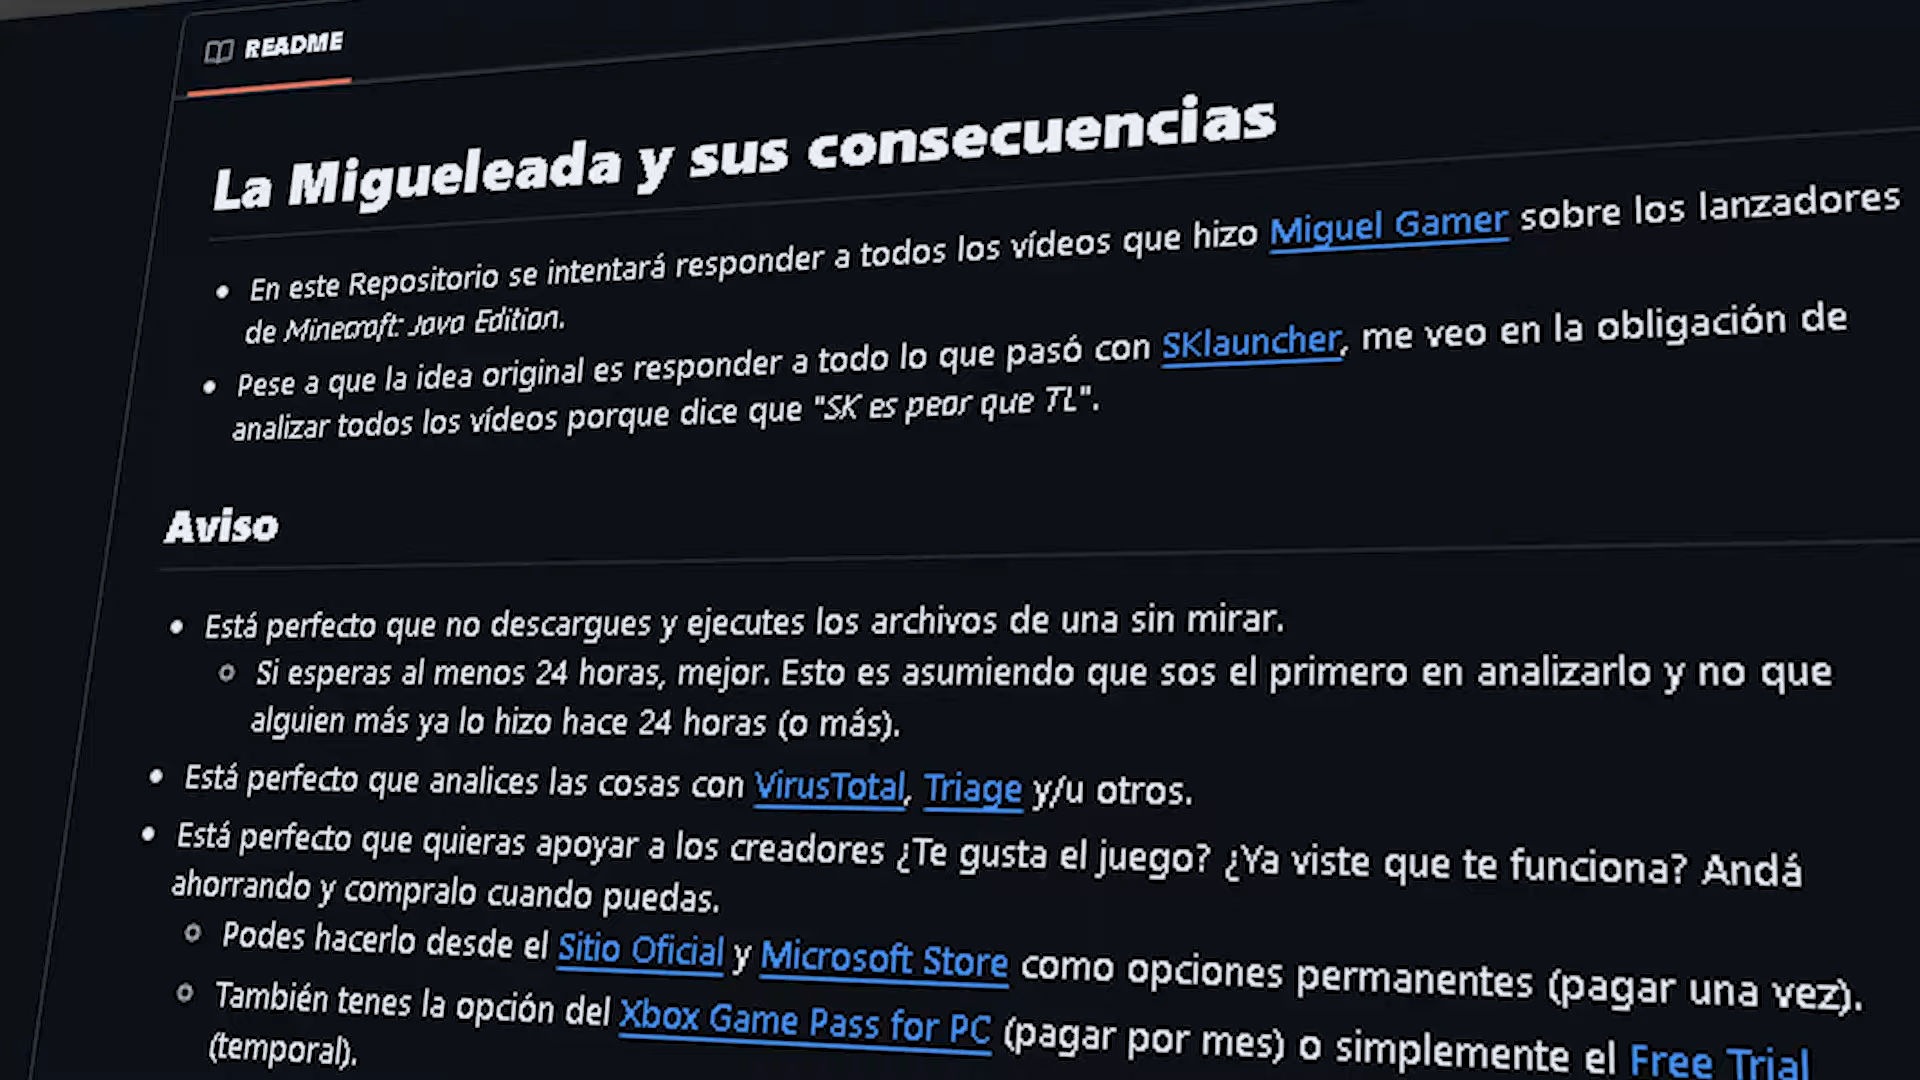 README
La Migueleada y sus consecuencias
En este Repositorio se intentará responder a todos los vídeos que hizo Miguel Gamer sobre los lanzadores
de Minecraft: Java Edition.
Pese a que la idea original es responder a todo lo que pasó con SKlauncher, me veo en la obligación de
analizar todos los vídeos porque dice que "SK es peor que TL".
Aviso
Está perfecto que no descargues y ejecutes los archivos de una sin mirar.
Si esperas al menos 24 horas, mejor. Esto es asumiendo que sos el primero en analizarlo y no que
alguien más ya lo hizo hace 24 horas (o más).
Está perfecto que analices las cosas con VirusTotal, Triage y/u otros.
Está perfecto que quieras apoyar a los creadores ¿Te gusta el juego? ¿Ya viste que te funciona? Andá
ahorrando y compralo cuando puedas.
Podes hacerlo desde el Sitio Oficial y Microsoft Store como opciones permanentes (pagar una vez).
También tenes la opción del Xbox Game Pass for PC (pagar por mes) o simplemente el Free Trial
(temporal).